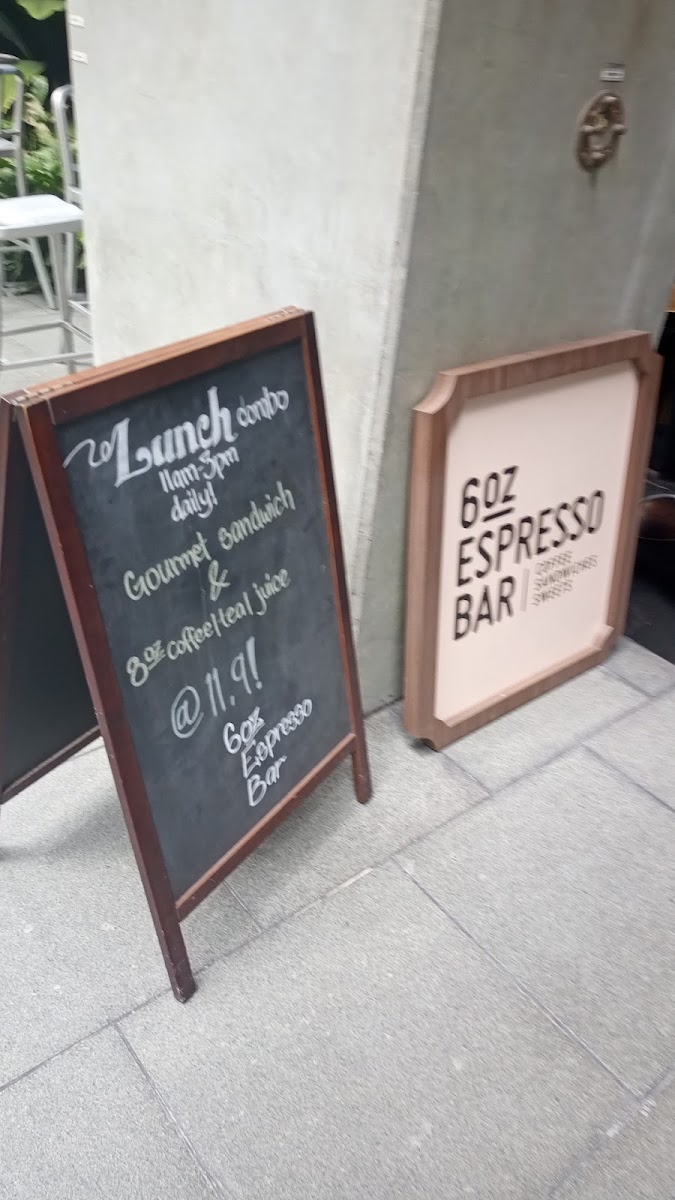 Lunch combo
11am-3pm
daily!
Gourmet sandwich
&
8oz coffee/tea/juice
@11.9!
6oz
Espresso
Bar
6OZ
ESPRESSO
BAR
COFFEE
SANDWICHES
SWEETS